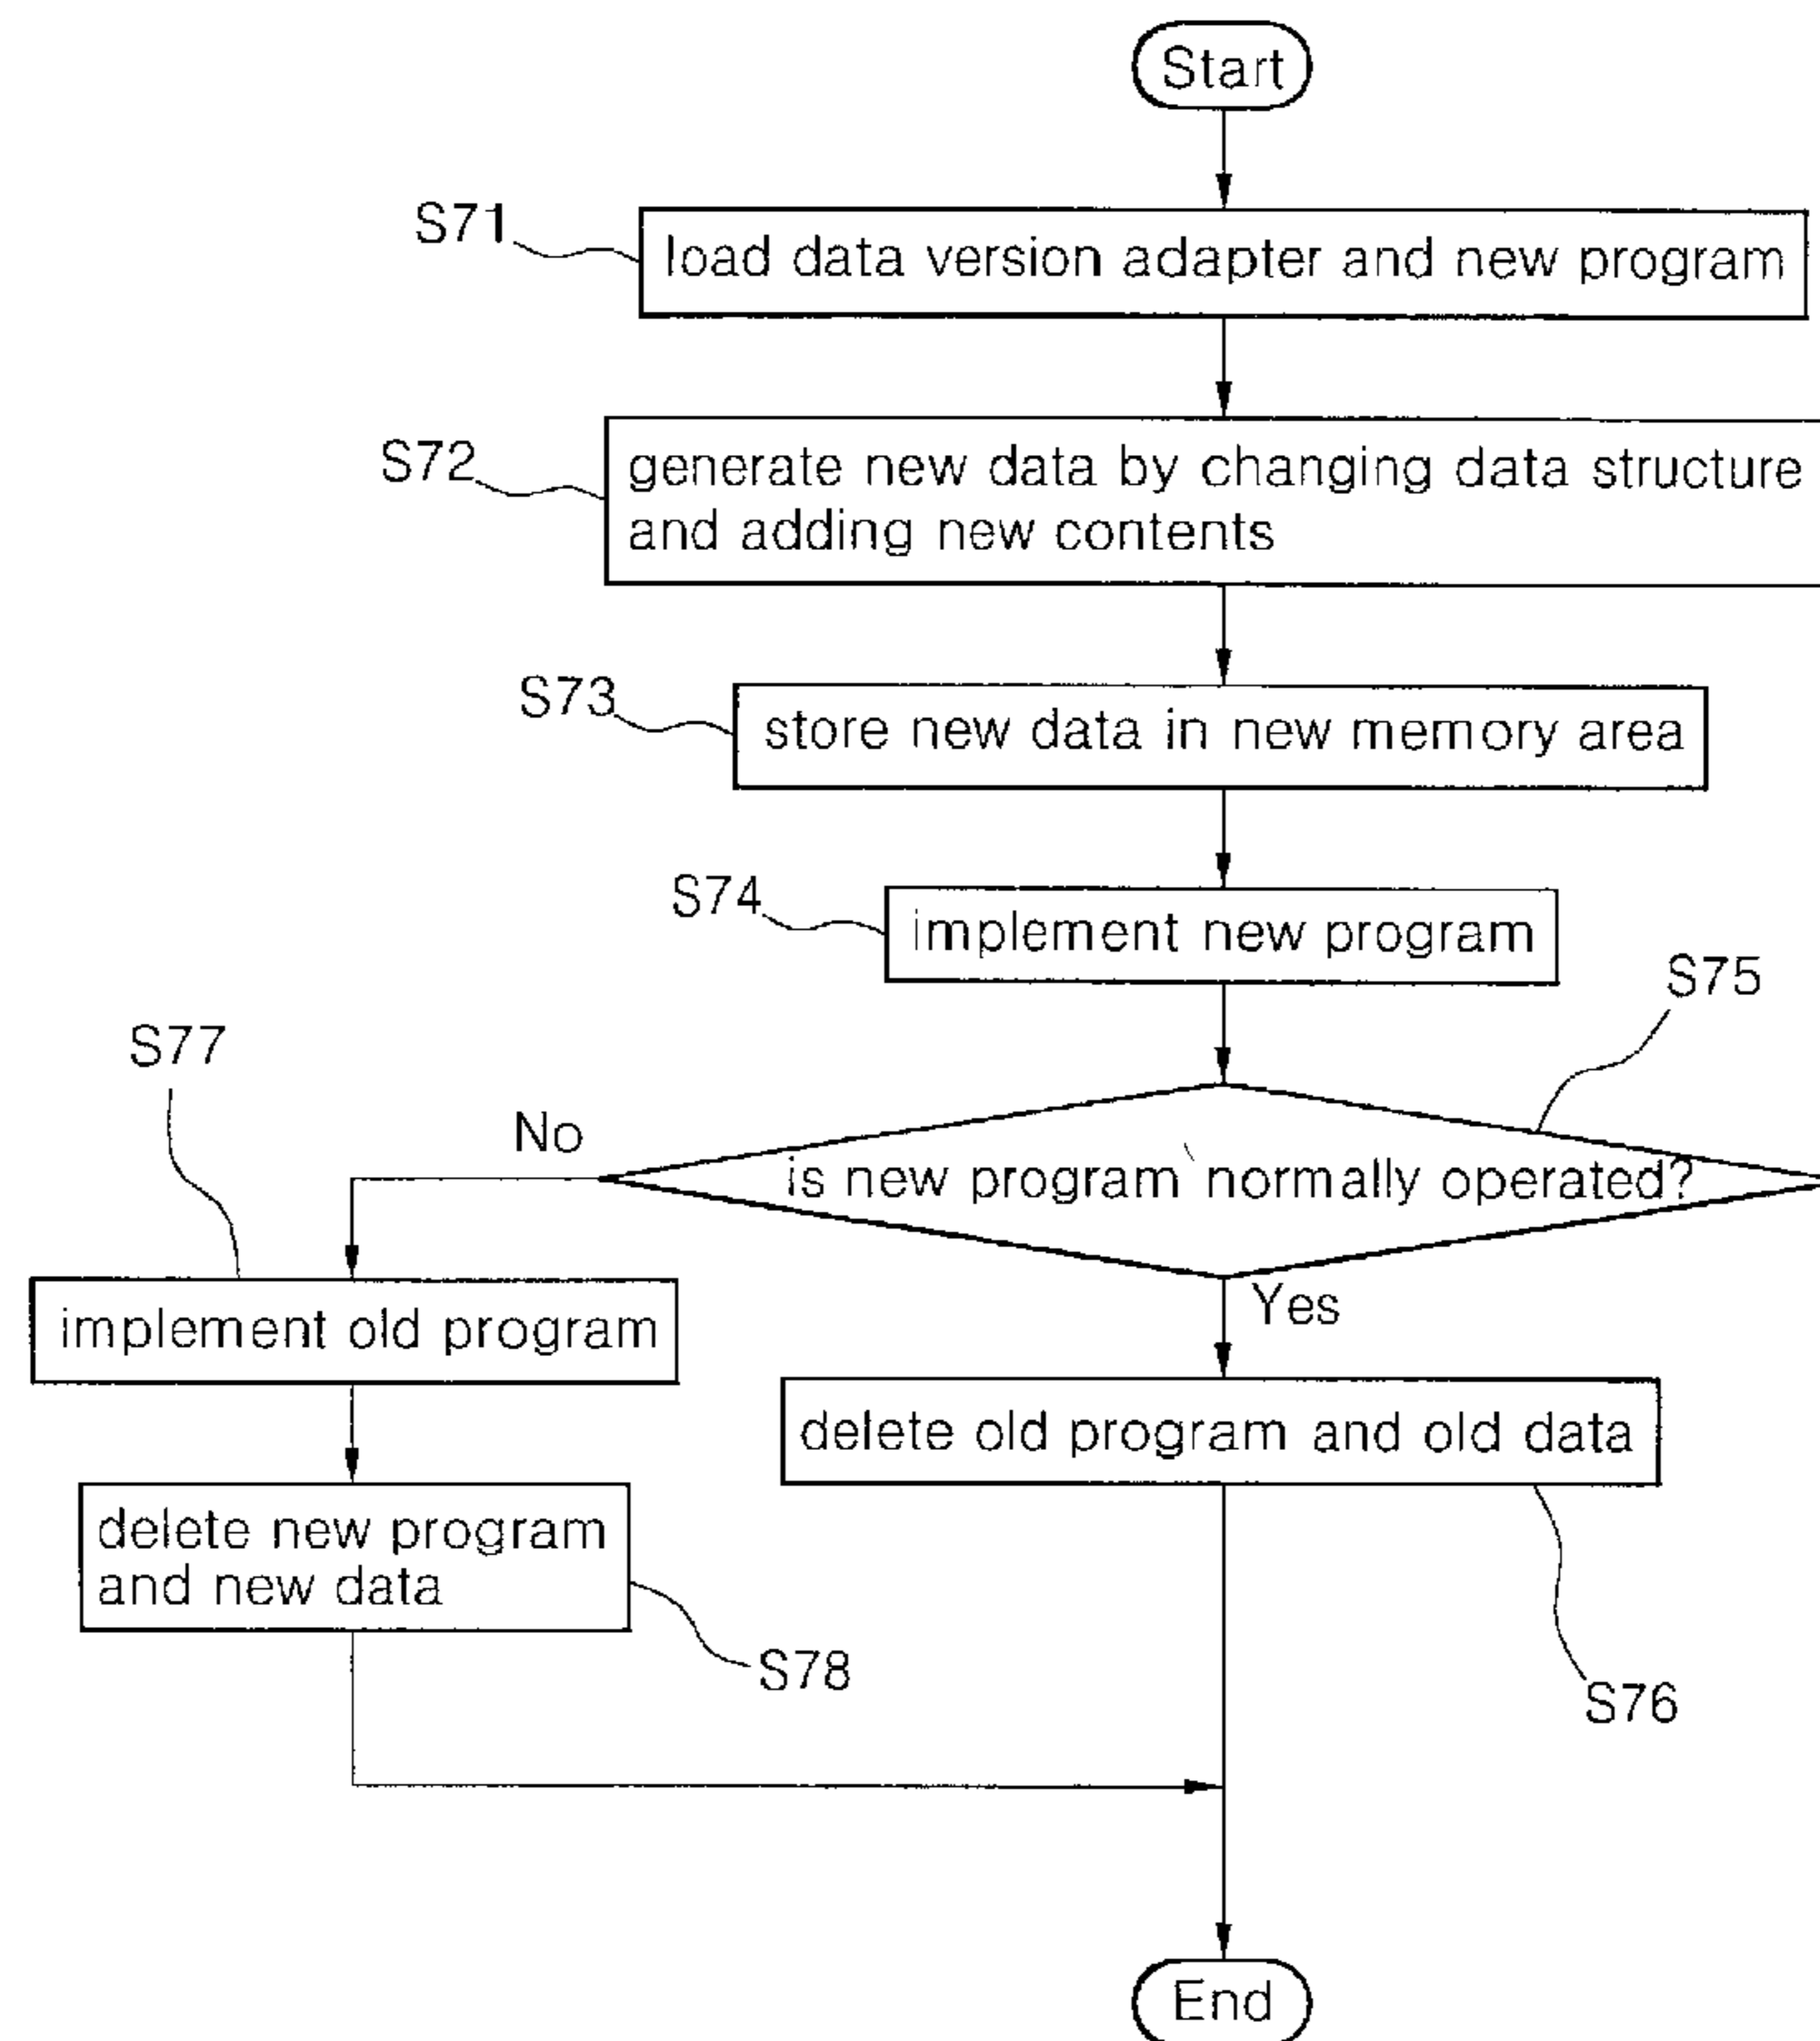 Start
S71
load data version adapter and new program
S72
generate new data by changing data structure
and adding new contents
S73
store new data in new memory area
S74
implement new program
S75
S77
No
is new program normally operated?
Yes
implement old program
delete old program and old data
delete new program
and new data
S78
S76
End